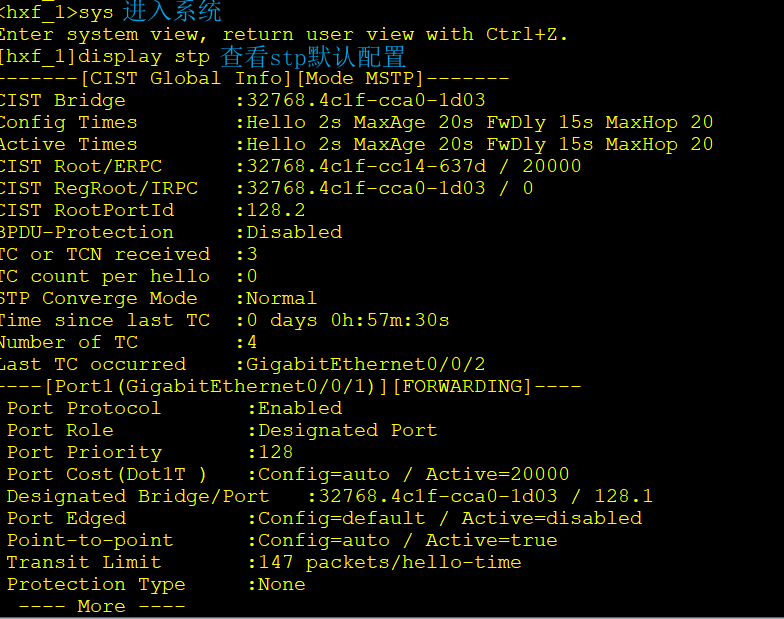 <hxf_1>sys 进入系统
Enter system view, return user view with Ctrl+Z.
[hxf_1]display stp 查看stp默认配置
-------[CIST Global Info][Mode MSTP]-------
CIST Bridge         :32768.4c1f-cca0-1d03
Config Times        :Hello 2s MaxAge 20s FwDly 15s MaxHop 20
Active Times        :Hello 2s MaxAge 20s FwDly 15s MaxHop 20
CIST Root/ERPC      :32768.4c1f-cc14-637d / 20000
CIST RegRoot/IRPC   :32768.4c1f-cca0-1d03 / 0
CIST RootPortId     :128.2
BPDU-Protection     :Disabled
TC or TCN received  :3
TC count per hello  :0
STP Converge Mode   :Normal
Time since last TC  :0 days 0h:57m:30s
Number of TC        :4
Last TC occurred    :GigabitEthernet0/0/2
----[Port1(GigabitEthernet0/0/1)][FORWARDING]----
 Port Protocol       :Enabled
 Port Role           :Designated Port
 Port Priority       :128
 Port Cost(Dot1T )   :Config=auto / Active=20000
 Designated Bridge/Port   :32768.4c1f-cca0-1d03 / 128.1
 Port Edged          :Config=default / Active=disabled
 Point-to-point      :Config=auto / Active=true
 Transit Limit       :147 packets/hello-time
 Protection Type     :None
  ---- More ----